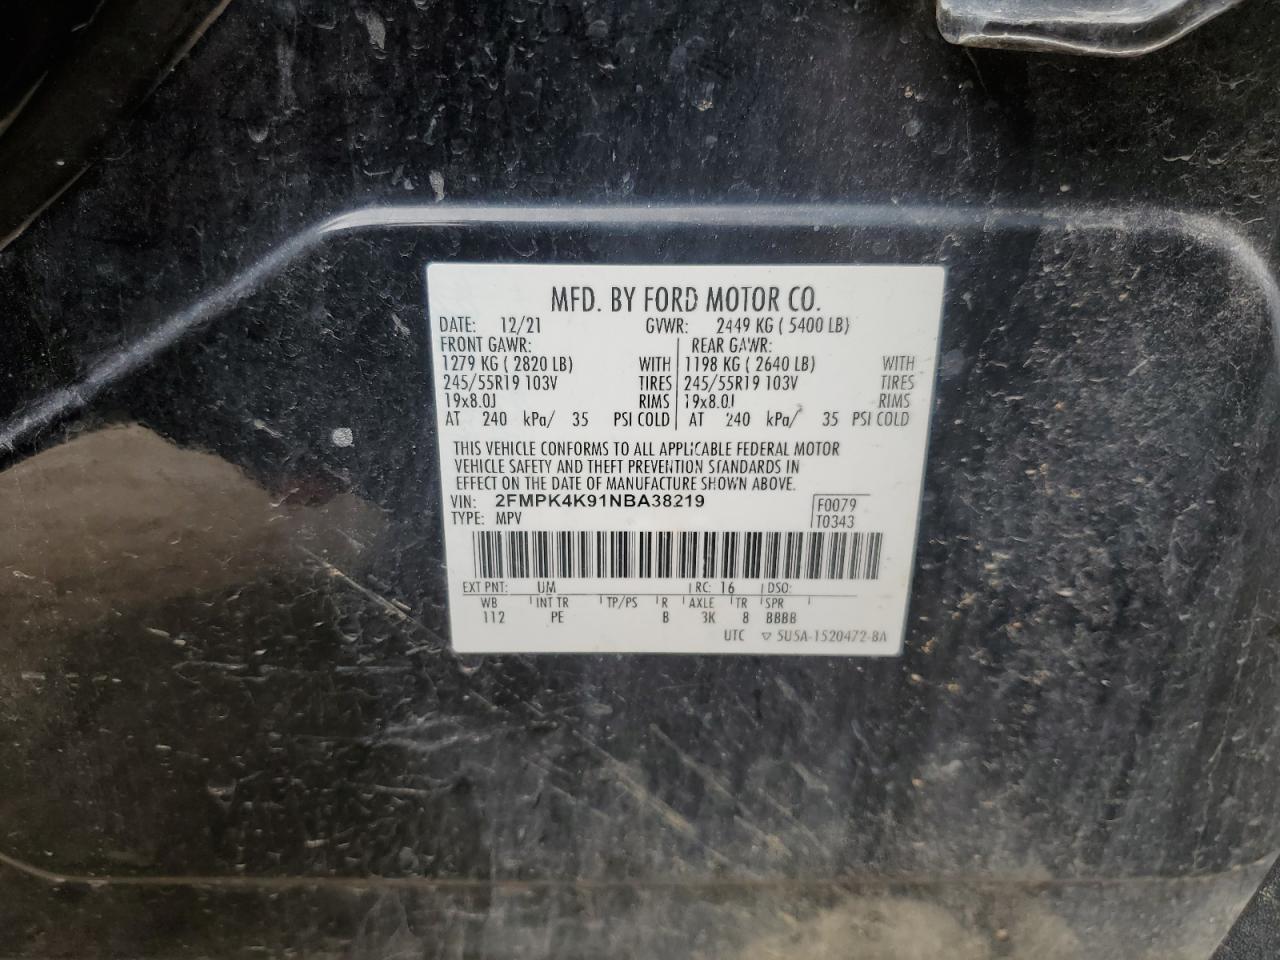 MFD. BY FORD MOTOR CO.
DATE: 12/21 GVWR: 2449 KG ( 5400 LB)
FRONT GAWR: REAR GAWR:
1279 KG ( 2820 LB) WITH 1198 KG ( 2640 LB) WITH
245/55R19 103V TIRES 245/55R19 103V TIRES
19x8.0J RIMS 19x8.0J RIMS
AT 240 kPa/ 35 PSI COLD AT 240 kPa/ 35 PSI COLD
THIS VEHICLE CONFORMS TO ALL APPLICABLE FEDERAL MOTOR
VEHICLE SAFETY AND THEFT PREVENTION STANDARDS IN
EFFECT ON THE DATE OF MANUFACTURE SHOWN ABOVE.
VIN: 2FMPK4K91NBA38219 F0079
TYPE: MPV T0343
EXT PNT: UM RC: 16 DSO:
WB INT TR TP/PS R AXLE TR SPR
112 PE B 3K 8 BBBB
UTC ▽ 5U5A-1520472-BA